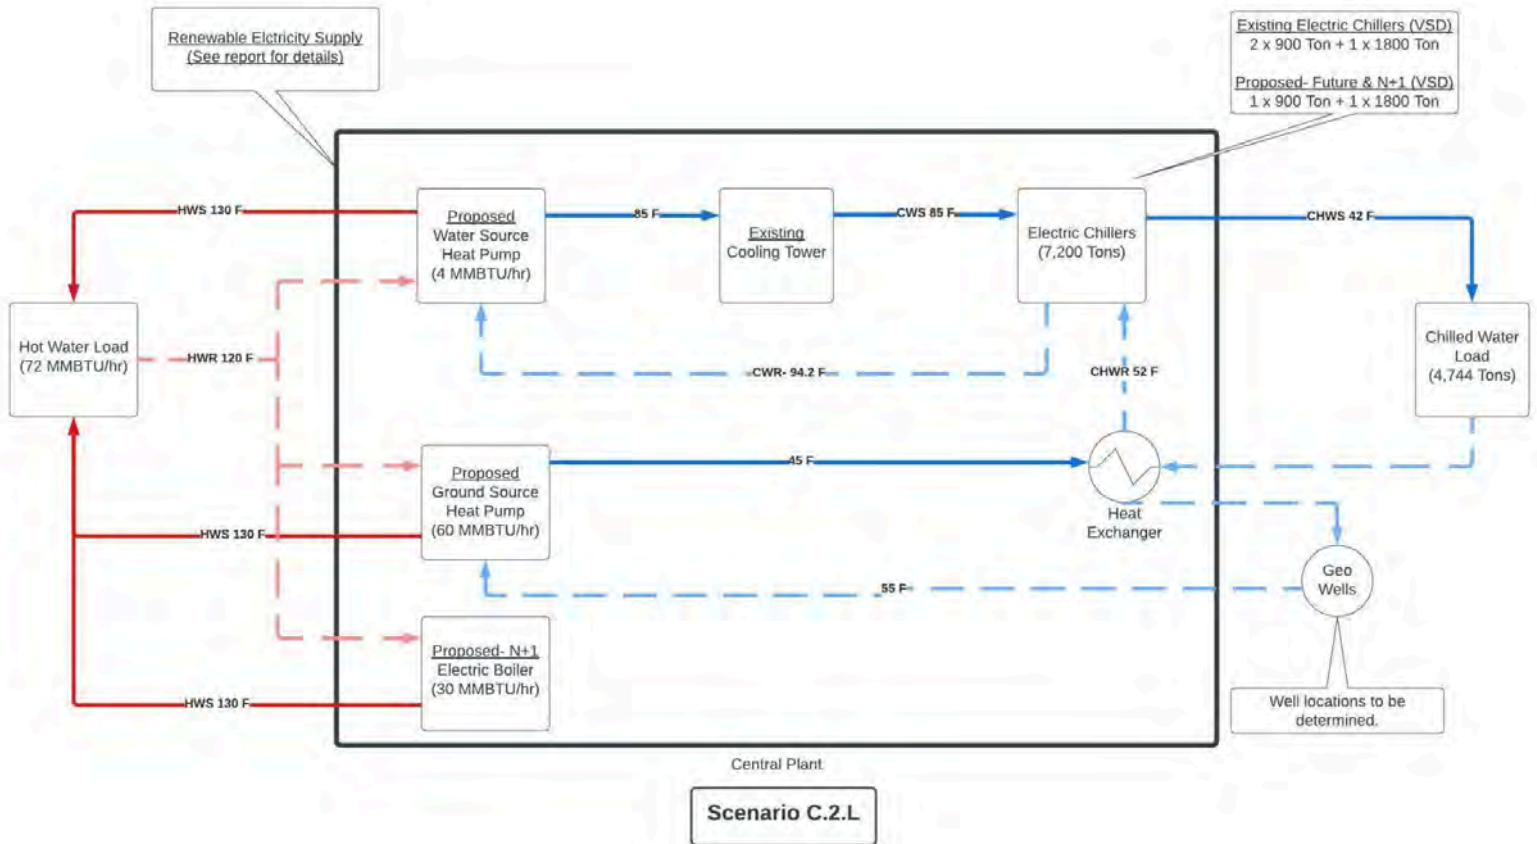 Renewable Elctricity Supply
(See report for details)
Existing Electric Chillers (VSD)
2 x 900 Ton + 1 x 1800 Ton
Proposed- Future & N+1 (VSD)
1 x 900 Ton + 1 x 1800 Ton
HWS 130 F
Proposed
Water Source
Heat Pump
(4 MMBTU/hr)
85 F
Existing
Cooling Tower
CWS 85 F
Electric Chillers
(7,200 Tons)
CHWS 42 F
Hot Water Load
(72 MMBTU/hr)
HWR 120 F
CWR- 94.2 F
CHWR 52 F
Chilled Water
Load
(4,744 Tons)
Proposed
Ground Source
Heat Pump
(60 MMBTU/hr)
45 F
Heat
Exchanger
HWS 130 F
55 F
Geo
Wells
Proposed- N+1
Electric Boiler
(30 MMBTU/hr)
HWS 130 F
Well locations to be
determined.
Central Plant
Scenario C.2.L